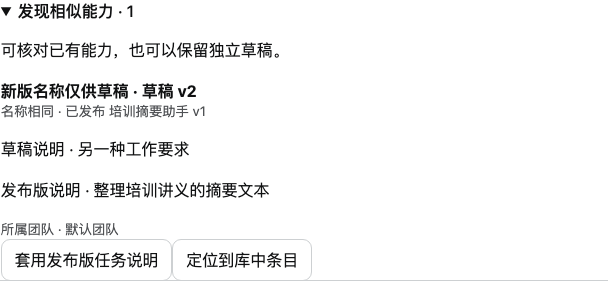 ▼ 发现相似能力 · 1
可核对已有能力，也可以保留独立草稿。
新版名称仅供草稿 · 草稿 v2
名称相同 · 已发布 培训摘要助手 v1
草稿说明 · 另一种工作要求
发布版说明 · 整理培训讲义的摘要文本
所属团队 · 默认团队
套用发布版任务说明 定位到库中条目